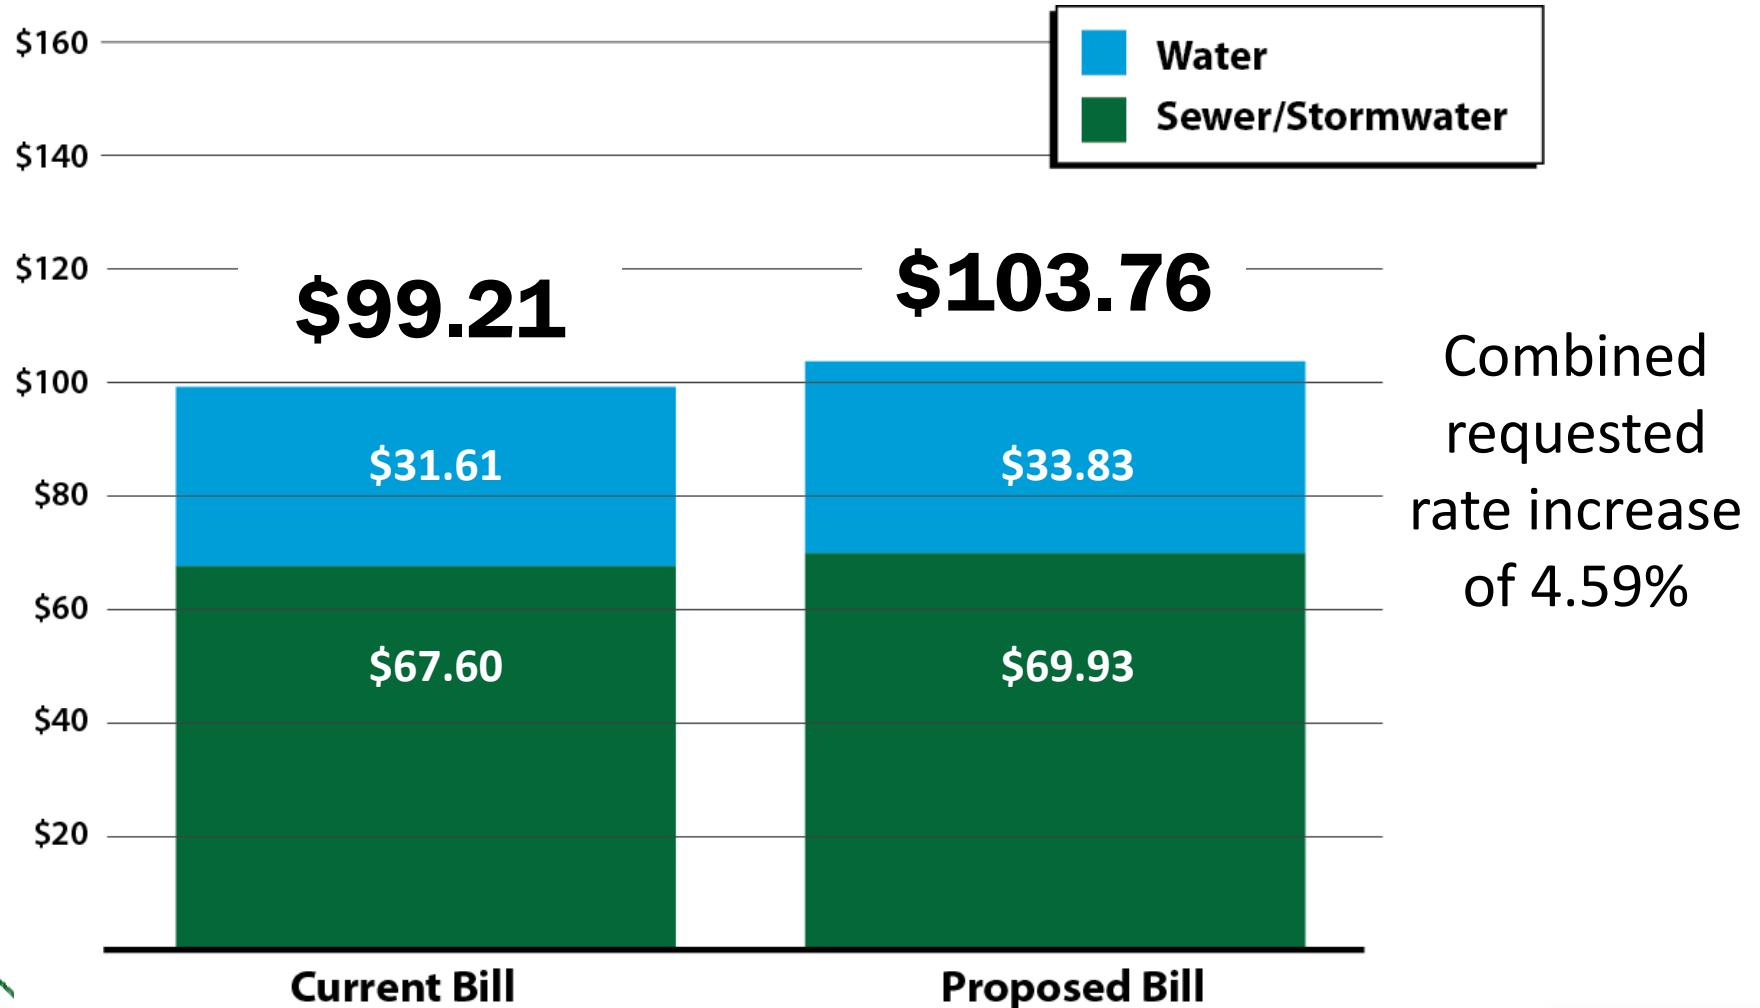 $160
$140
$120
$100
$80
$60
$40
$20
Water
Sewer/Stormwater
$99.21
$103.76
$31.61
$33.83
$67.60
$69.93
Current Bill
Proposed Bill
Combined
requested
rate increase
of 4.59%